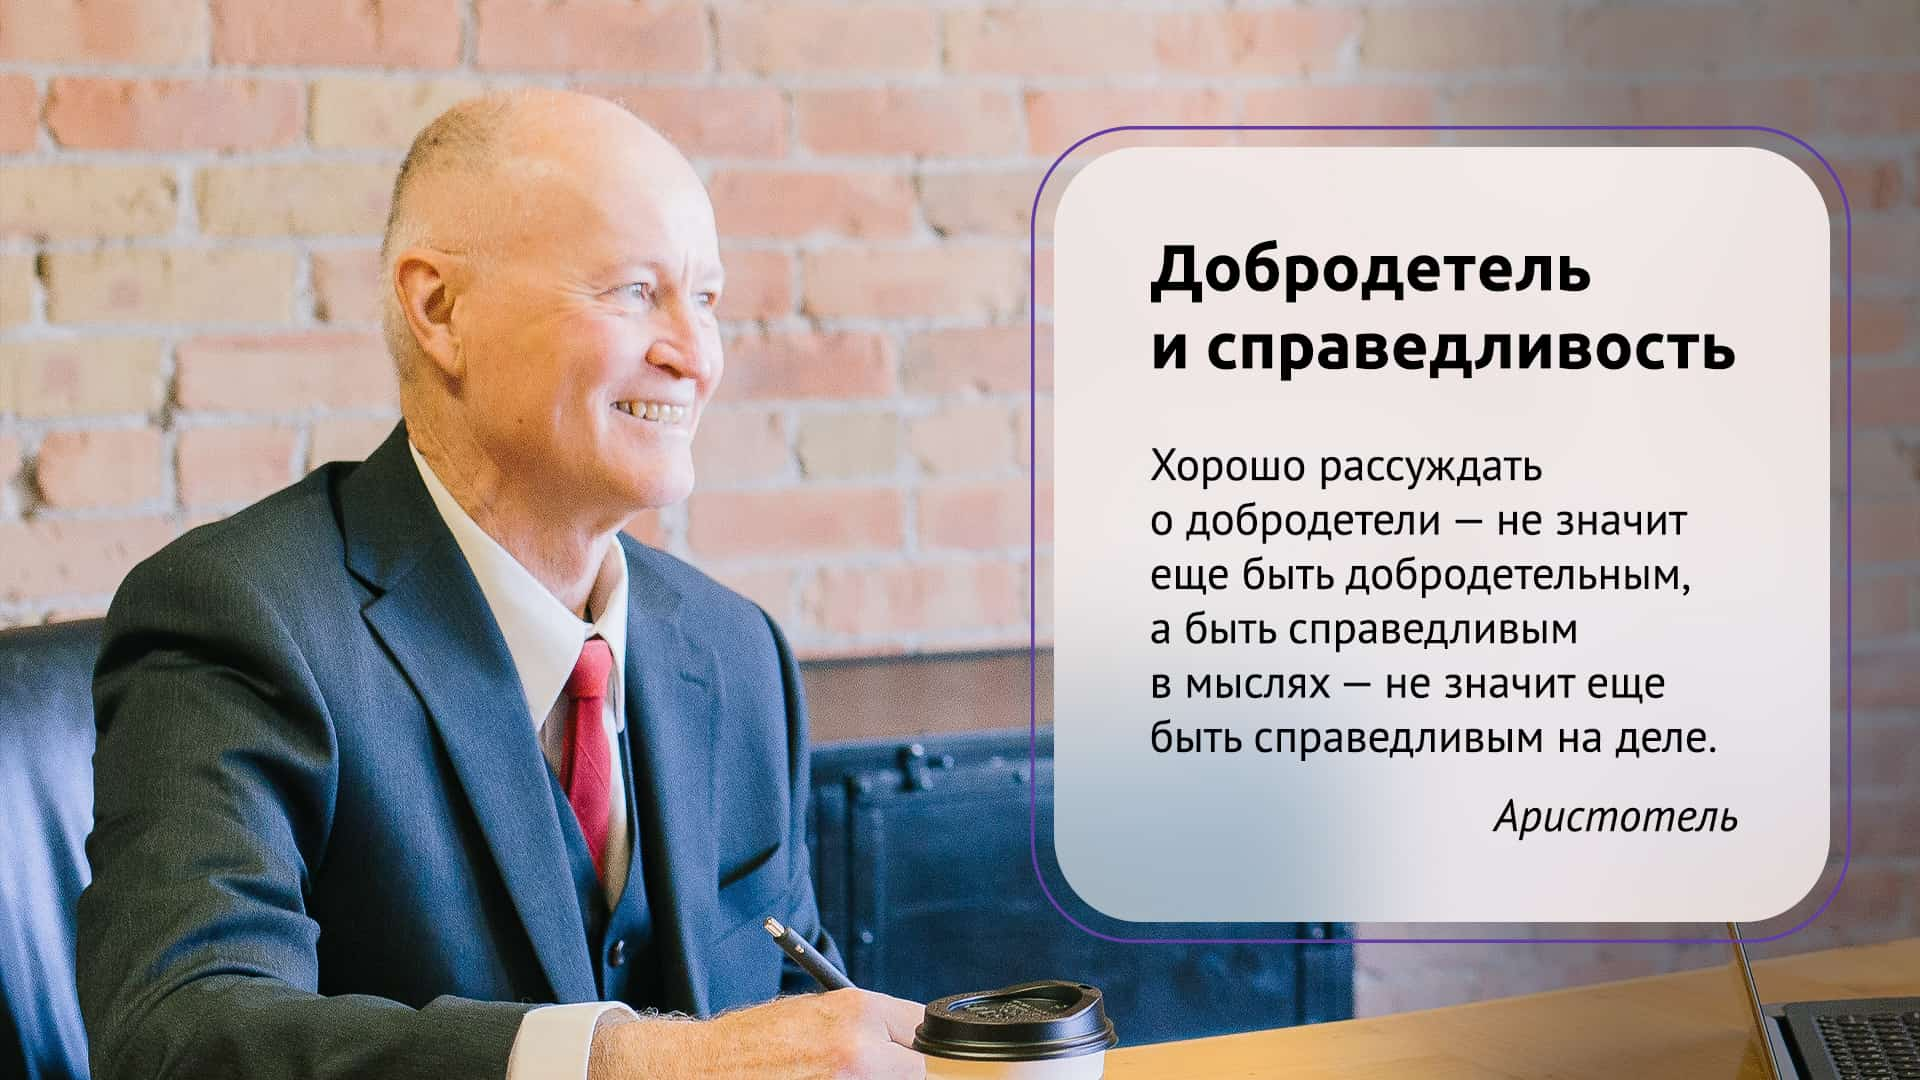 Добродетель
и справедливость
Хорошо рассуждать
о добродетели — не значит
еще быть добродетельным,
а быть справедливым
в мыслях — не значит еще
быть справедливым на деле.
Аристотель